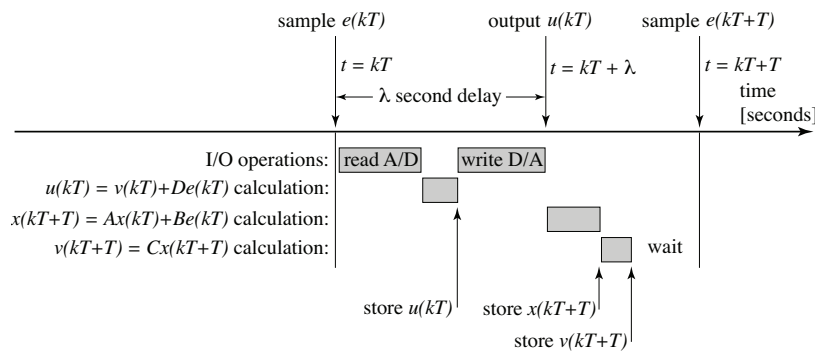 sample e(kT) output u(kT) sample e(kT+T)
t = kT t = kT + λ t = kT+T
λ second delay time
[seconds]
I/O operations: read A/D write D/A
u(kT) = v(kT)+De(kT) calculation:
x(kT+T) = Ax(kT)+Be(kT) calculation:
v(kT+T) = Cx(kT+T) calculation: wait
store u(kT) store x(kT+T)
store v(kT+T)